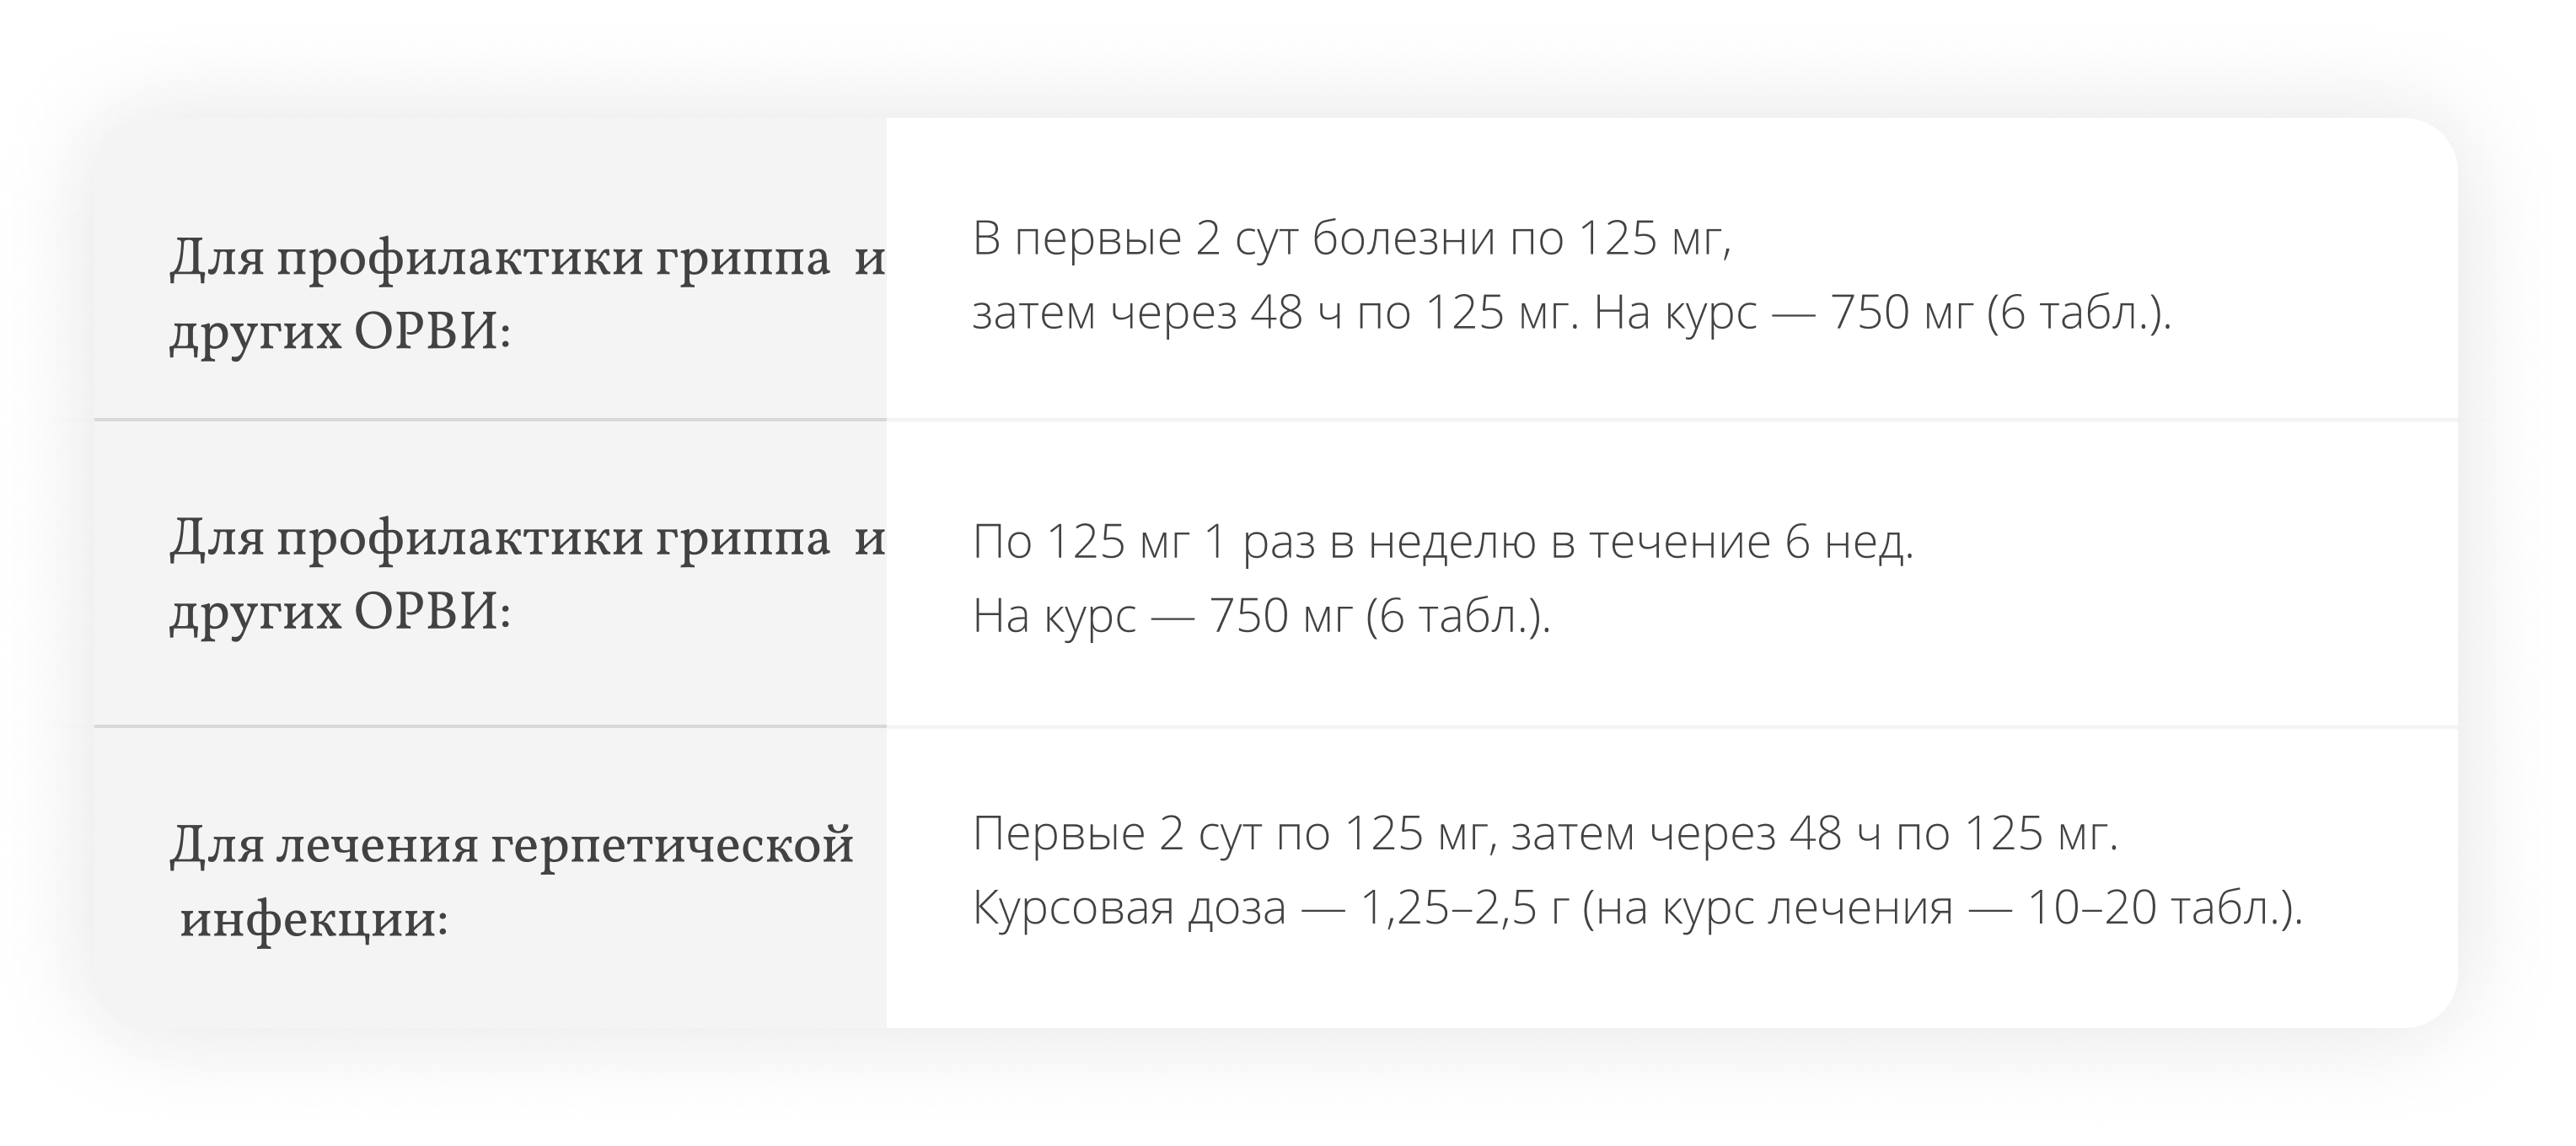 Для профилактики гриппа и
других ОРВИ:
В первые 2 сут болезни по 125 мг,
затем через 48 ч по 125 мг. На курс — 750 мг (6 табл.).
Для профилактики гриппа и
других ОРВИ:
По 125 мг 1 раз в неделю в течение 6 нед.
На курс — 750 мг (6 табл.).
Для лечения герпетической
инфекции:
Первые 2 сут по 125 мг, затем через 48 ч по 125 мг.
Курсовая доза — 1,25–2,5 г (на курс лечения — 10–20 табл.).